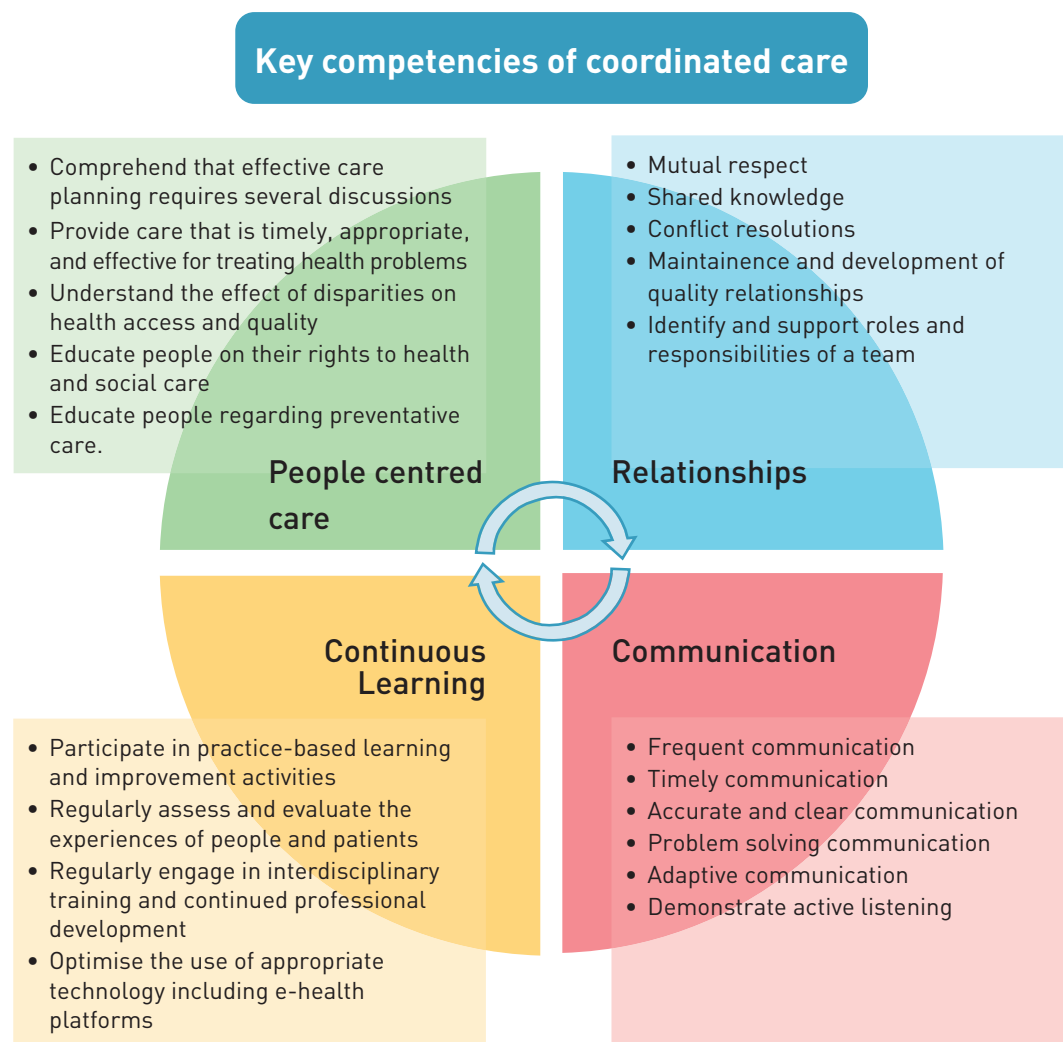 Key competencies of coordinated care
• Comprehend that effective care
planning requires several discussions
• Provide care that is timely, appropriate,
and effective for treating health problems
• Understand the effect of disparities on
health access and quality
• Educate people on their rights to health
and social care
• Educate people regarding preventative
care.
People centred
care
• Mutual respect
• Shared knowledge
• Conflict resolutions
• Maintainence and development of
quality relationships
• Identify and support roles and
responsibilities of a team
Relationships
Continuous
Learning
• Participate in practice-based learning
and improvement activities
• Regularly assess and evaluate the
experiences of people and patients
• Regularly engage in interdisciplinary
training and continued professional
development
• Optimise the use of appropriate
technology including e-health
platforms
Communication
• Frequent communication
• Timely communication
• Accurate and clear communication
• Problem solving communication
• Adaptive communication
• Demonstrate active listening